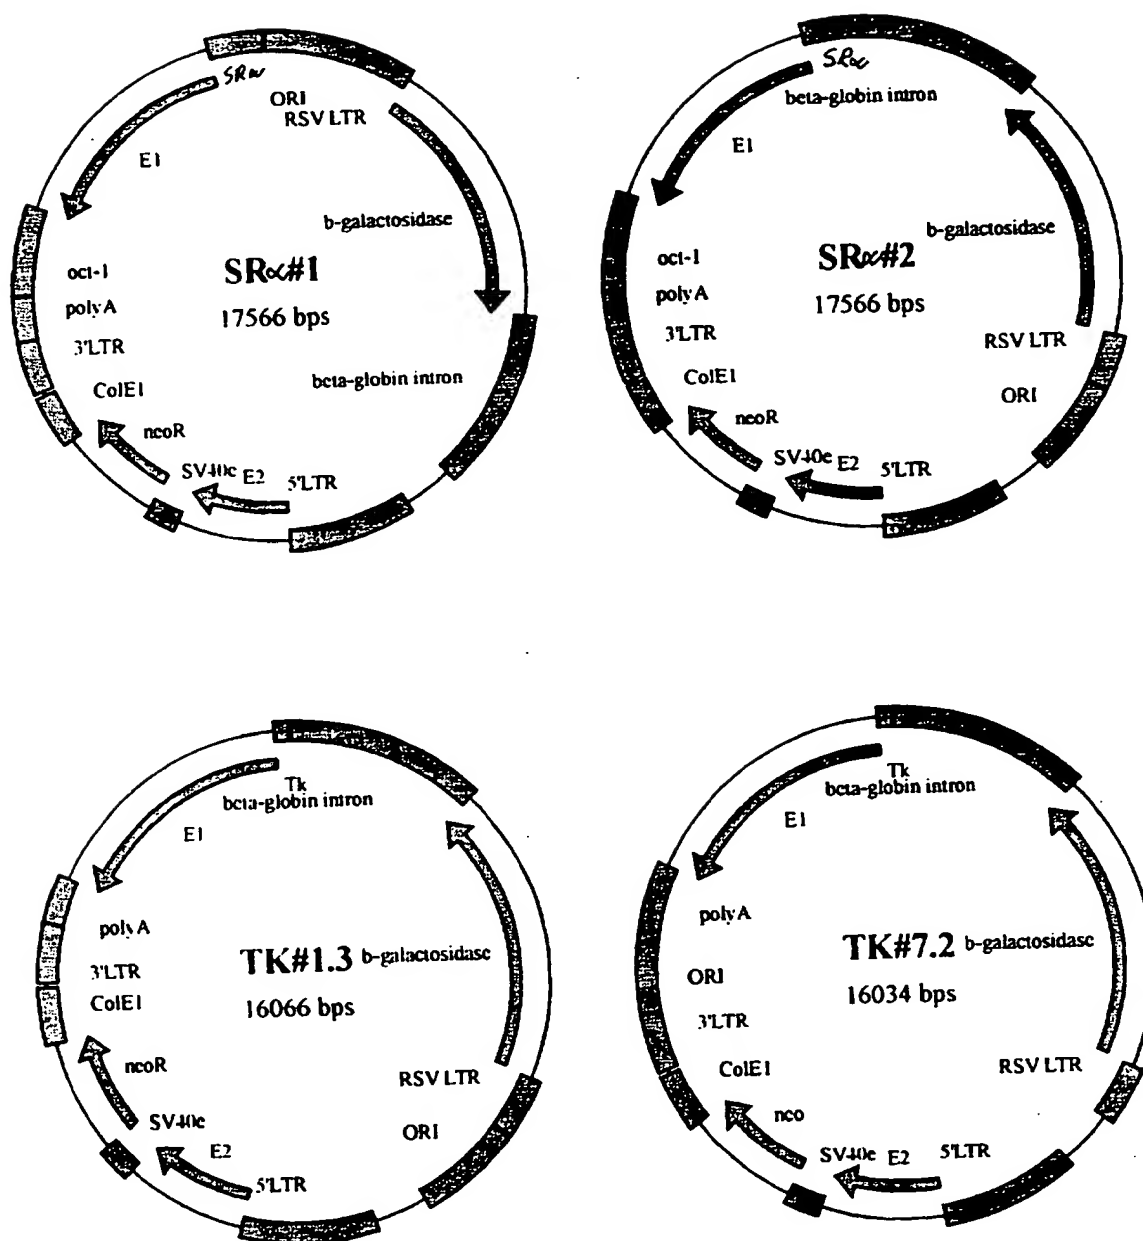 SRα
ORI
RSV LTR
E1
b-galactosidase
oct-1
SRα#1
polyA
17566 bps
3'LTR
beta-globin intron
ColE1
neoR
SV40e
E2
5'LTR
SRα
beta-globin intron
E1
b-galactosidase
oct-1
SRα#2
polyA
17566 bps
3'LTR
RSV LTR
ColE1
ORI
neoR
SV40e
E2
5'LTR
Tk
beta-globin intron
E1
polyA
TK#1.3
b-galactosidase
3'LTR
ColE1
16066 bps
neoR
RSV LTR
SV40e
ORI
E2
5'LTR
Tk
beta-globin intron
E1
polyA
TK#7.2
b-galactosidase
ORI
16034 bps
3'LTR
ColE1
RSV LTR
neo
SV40e
E2
5'LTR